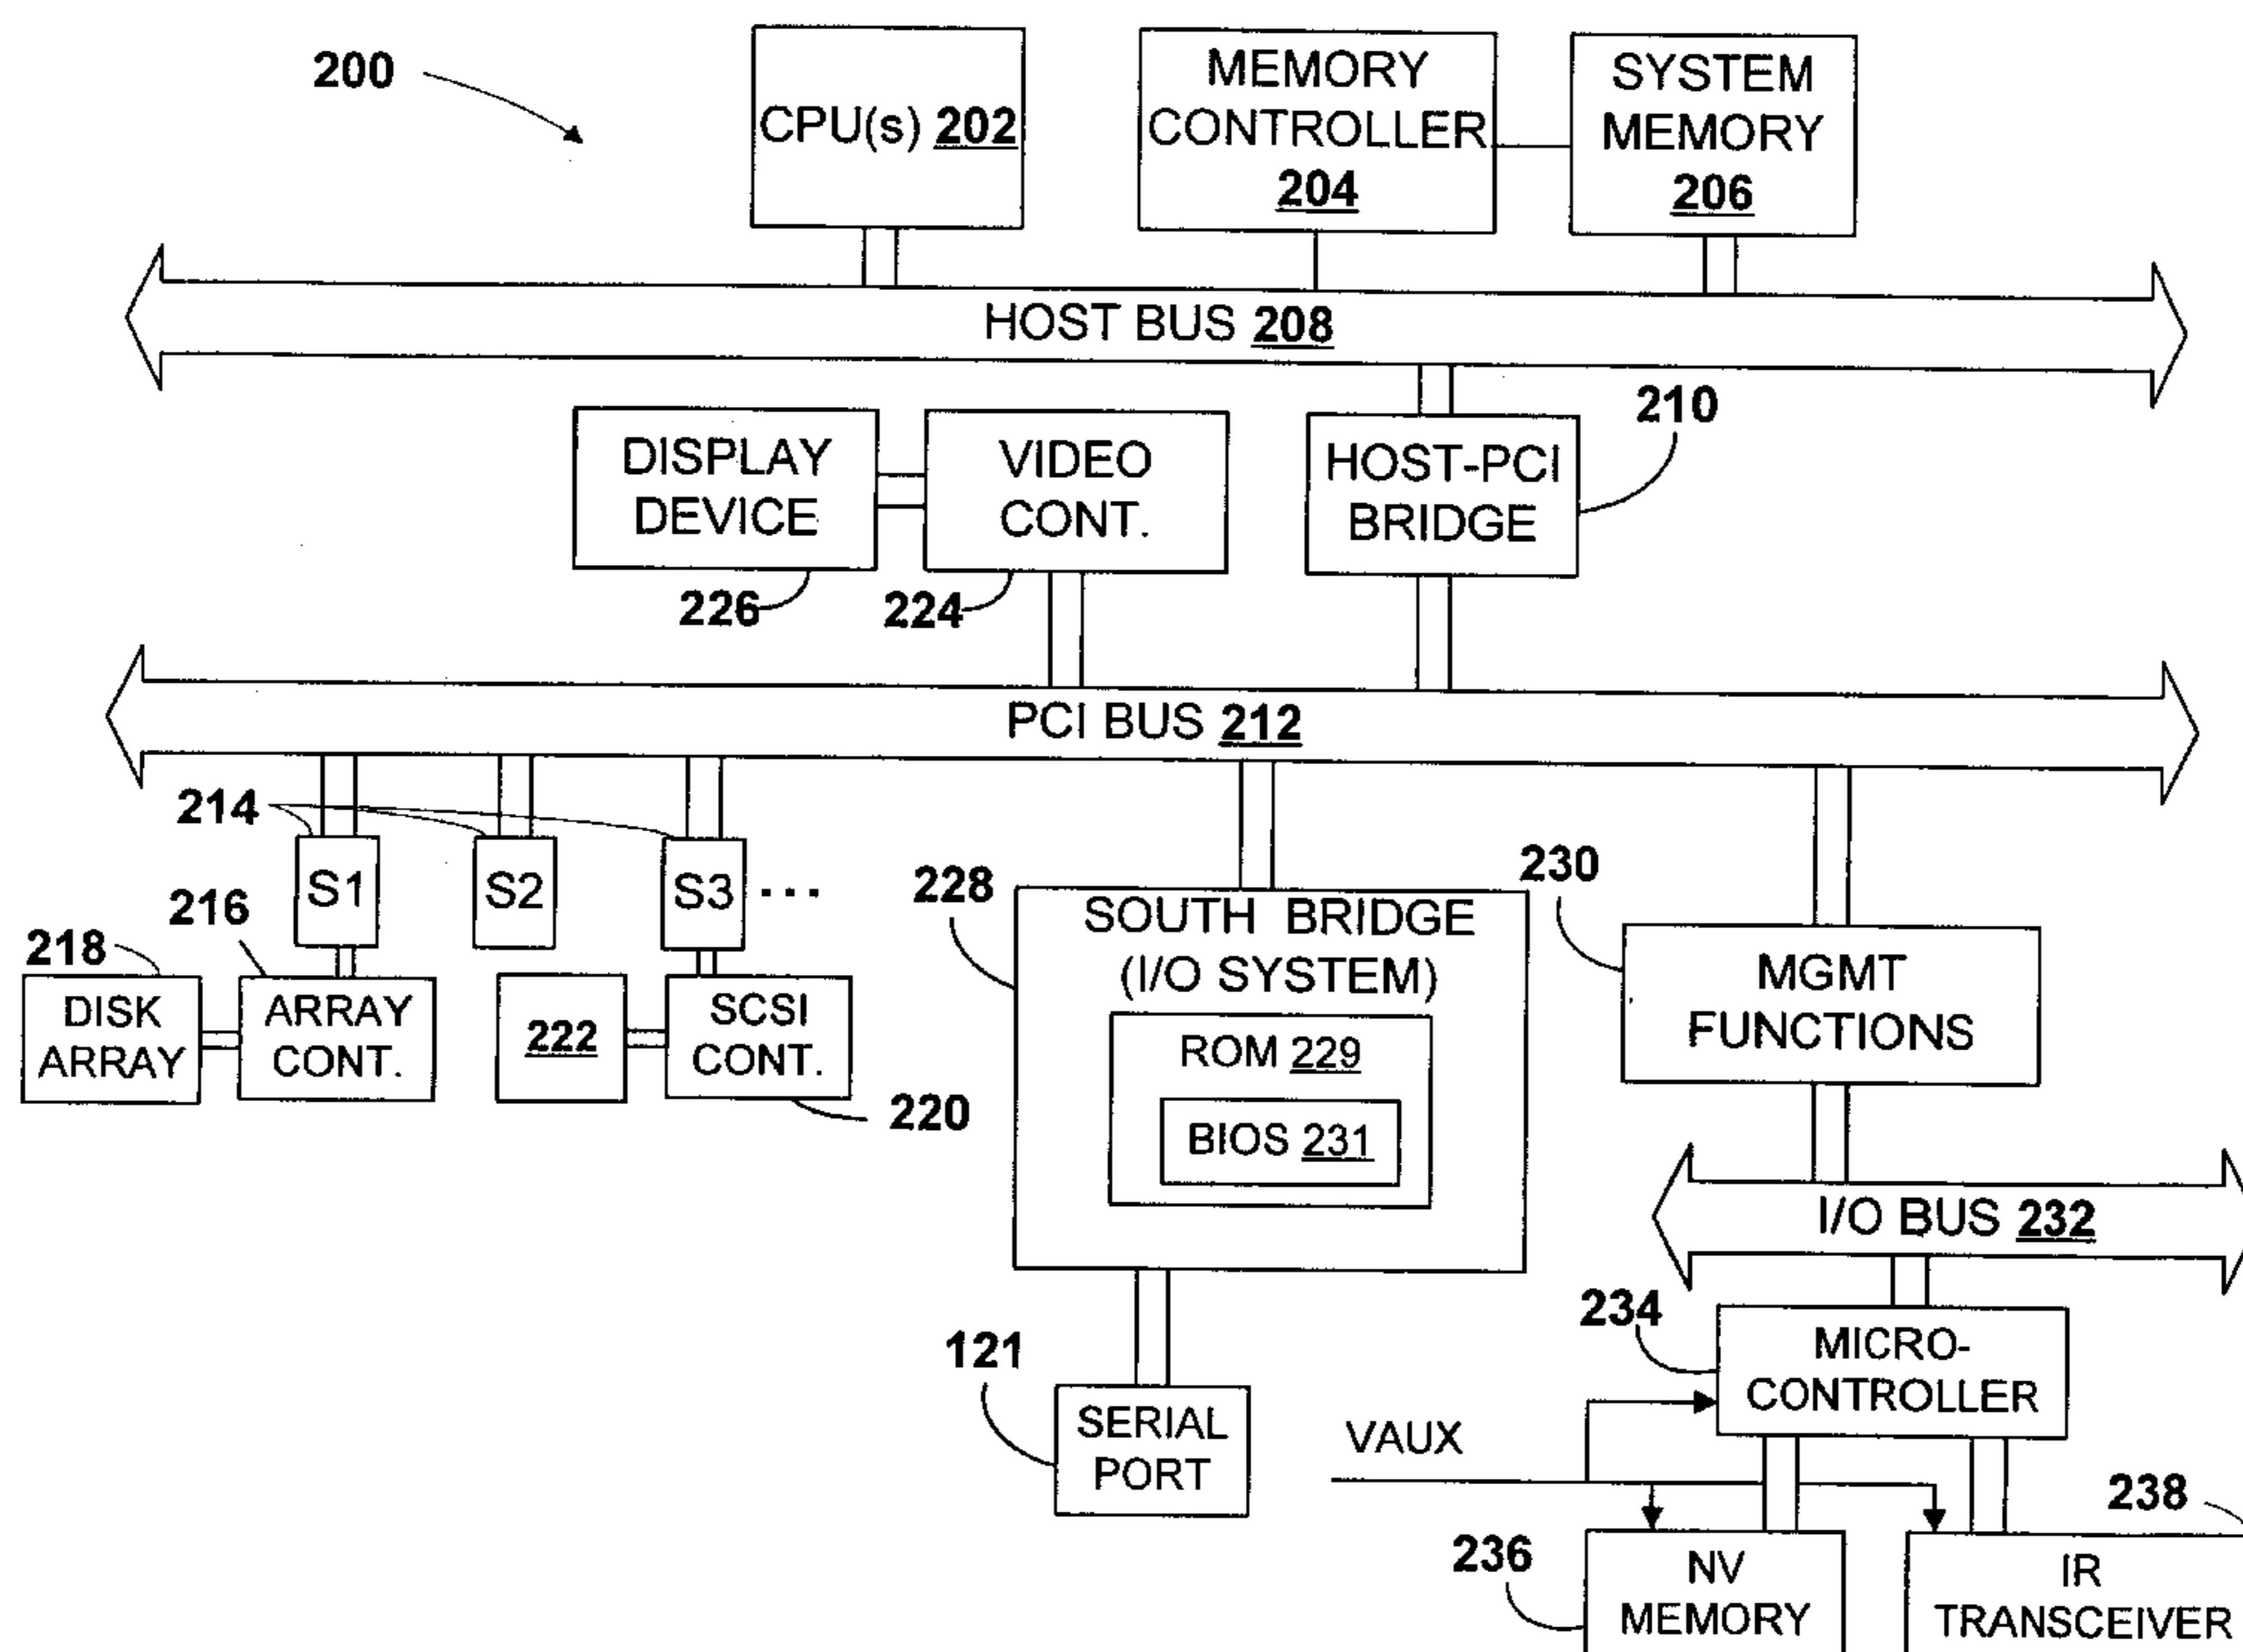 200
CPU(s) 202
MEMORY
CONTROLLER
204
SYSTEM
MEMORY
206
HOST BUS 208
DISPLAY
DEVICE
226
VIDEO
CONT.
224
HOST-PCI
BRIDGE
210
PCI BUS 212
214
S1
S2
S3 ...
216
218
DISK
ARRAY
ARRAY
CONT.
222
SCSI
CONT.
220
228
SOUTH BRIDGE
(I/O SYSTEM)
ROM 229
BIOS 231
230
MGMT
FUNCTIONS
I/O BUS 232
121
SERIAL
PORT
234
MICRO-
CONTROLLER
VAUX
236
NV
MEMORY
238
IR
TRANSCEIVER